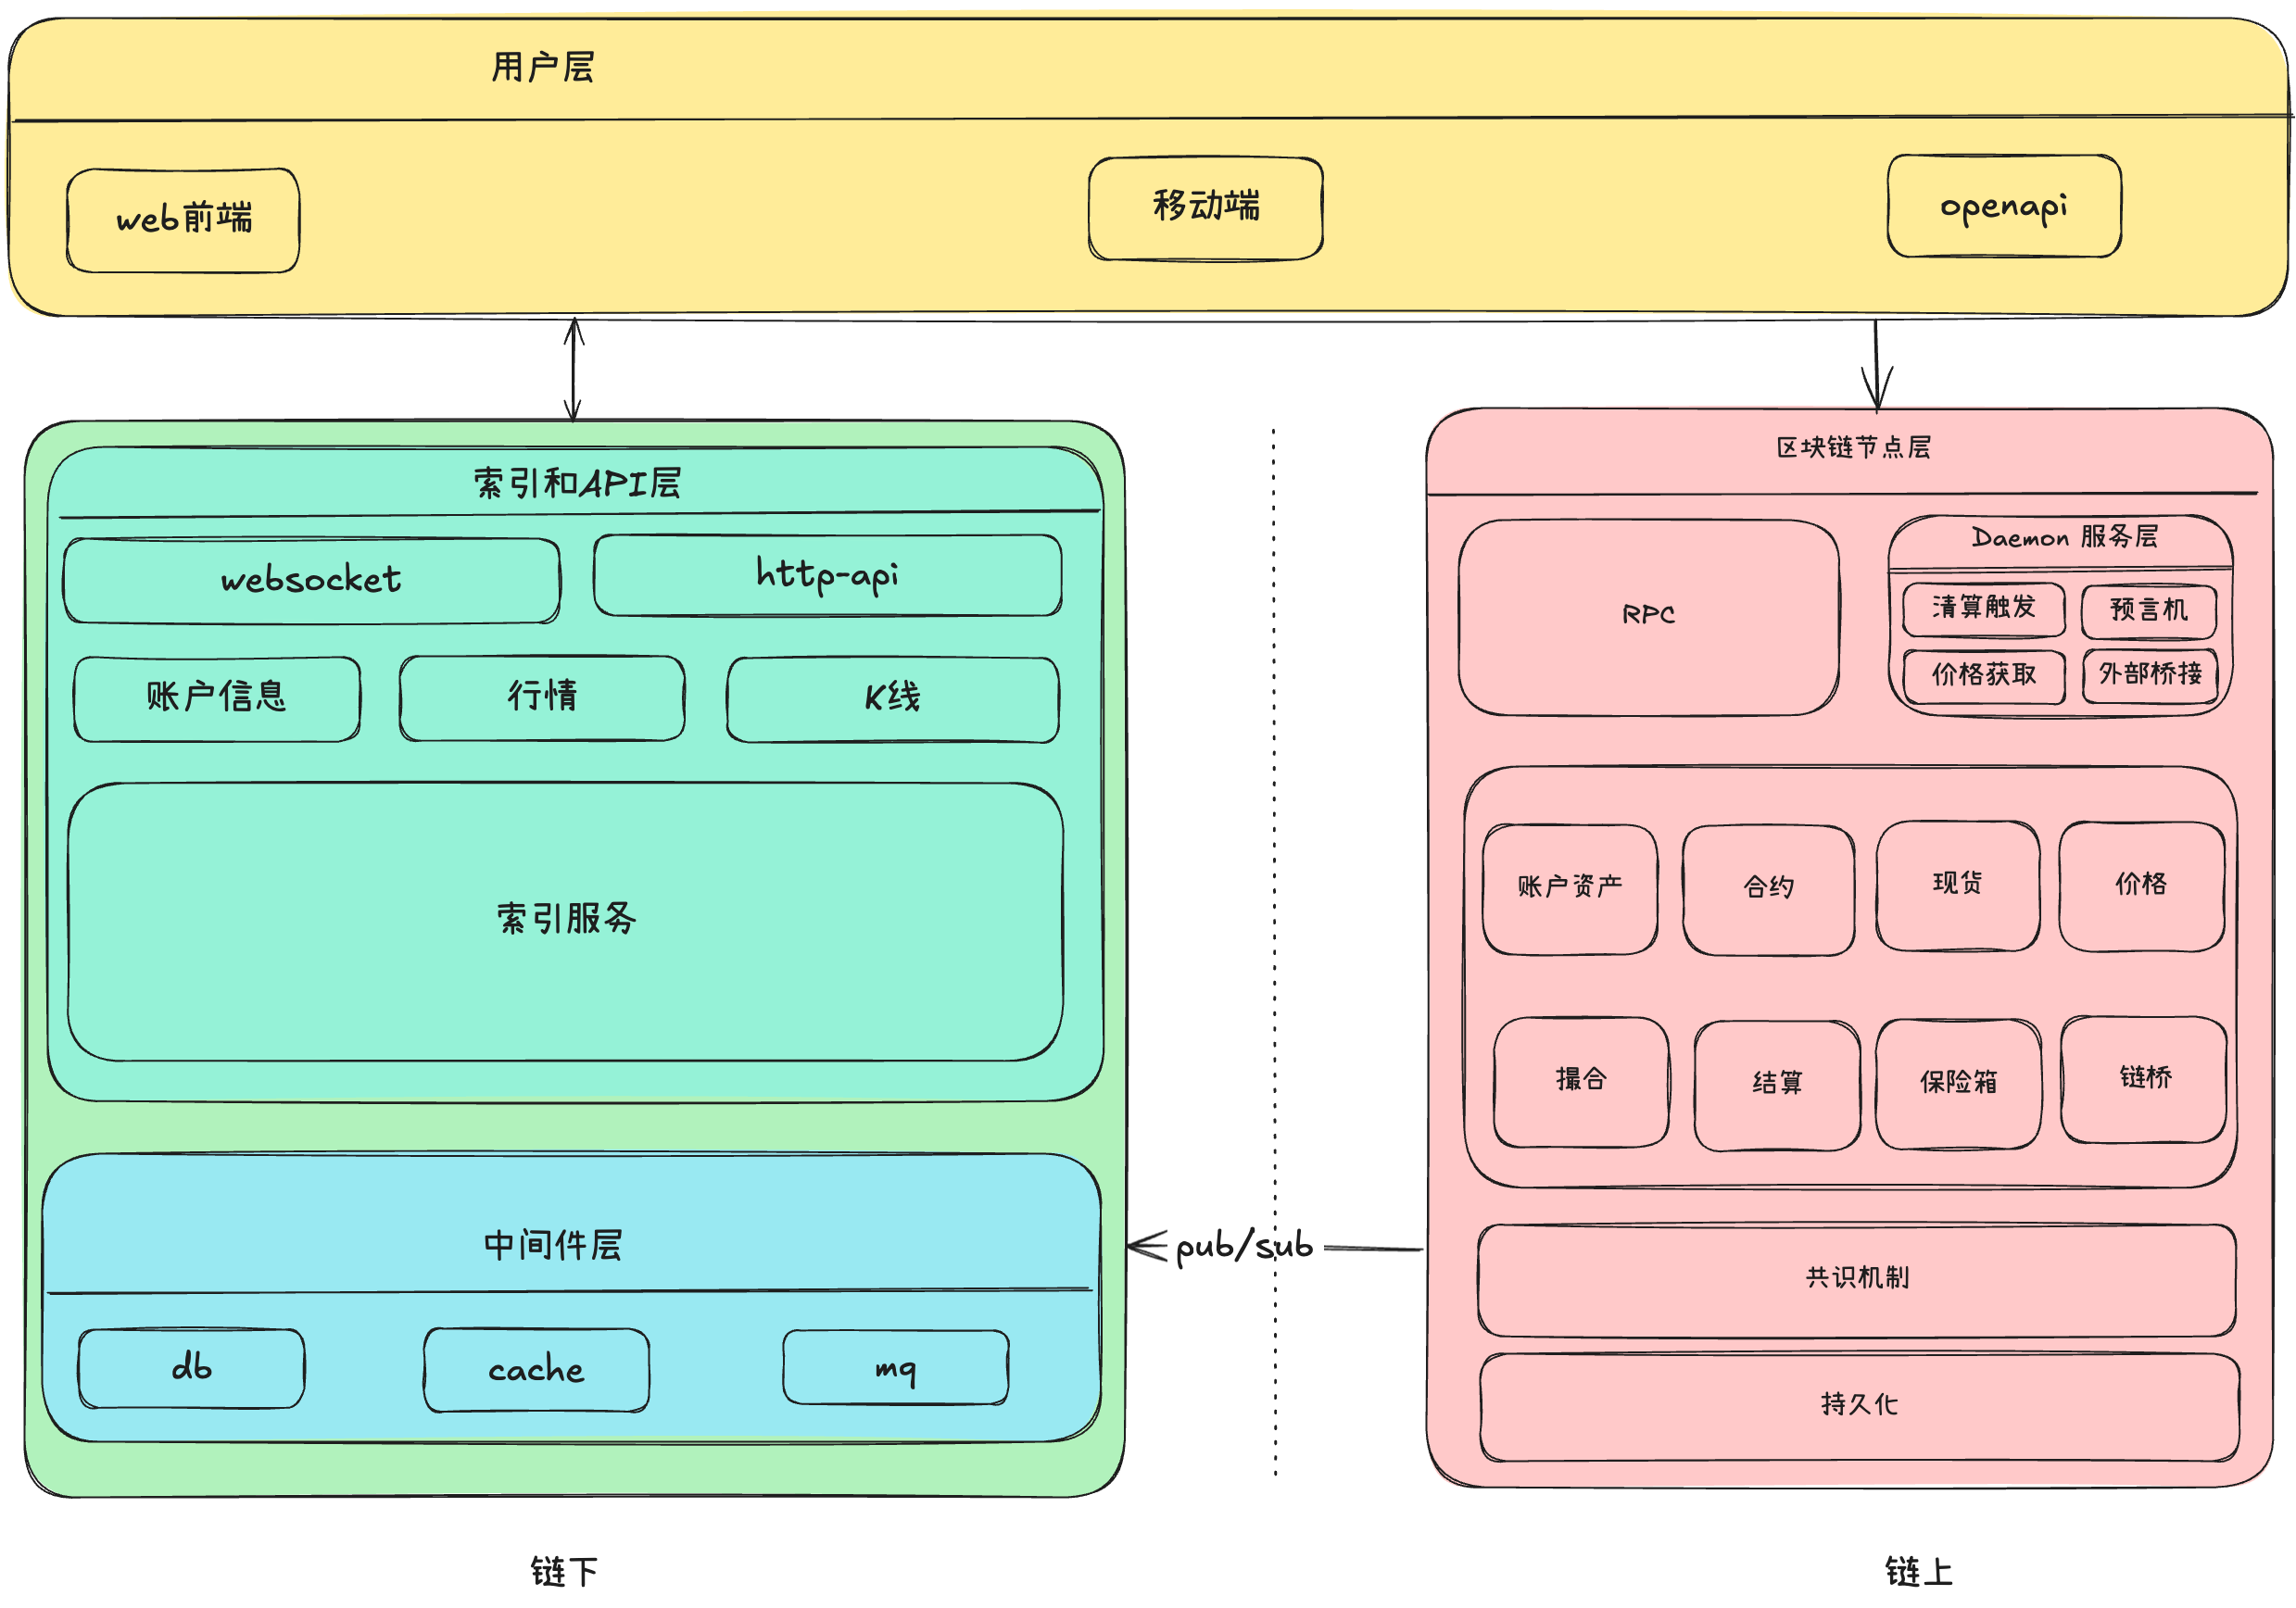 用户层
web前端
移动端
openapi
索引和API层
websocket
http-api
账户信息
行情
K线
索引服务
中间件层
db
cache
mq
pub/sub
区块链节点层
RPC
Daemon 服务层
清算触发
预言机
价格获取
外部桥接
账户资产
合约
现货
价格
撮合
结算
保险箱
链桥
共识机制
持久化
链下
链上